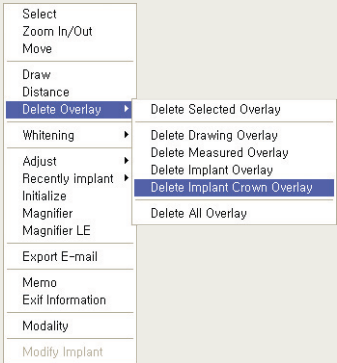 Select
Zoom In/Out
Move
Draw
Distance
Delete Overlay
Whitening
Adjust
Recently implant
Initialize
Magnifier
Magnifier LE
Export E-mail
Memo
Exif Information
Modality
Modify Implant
Delete Selected Overlay
Delete Drawing Overlay
Delete Measured Overlay
Delete Implant Overlay
Delete Implant Crown Overlay
Delete All Overlay